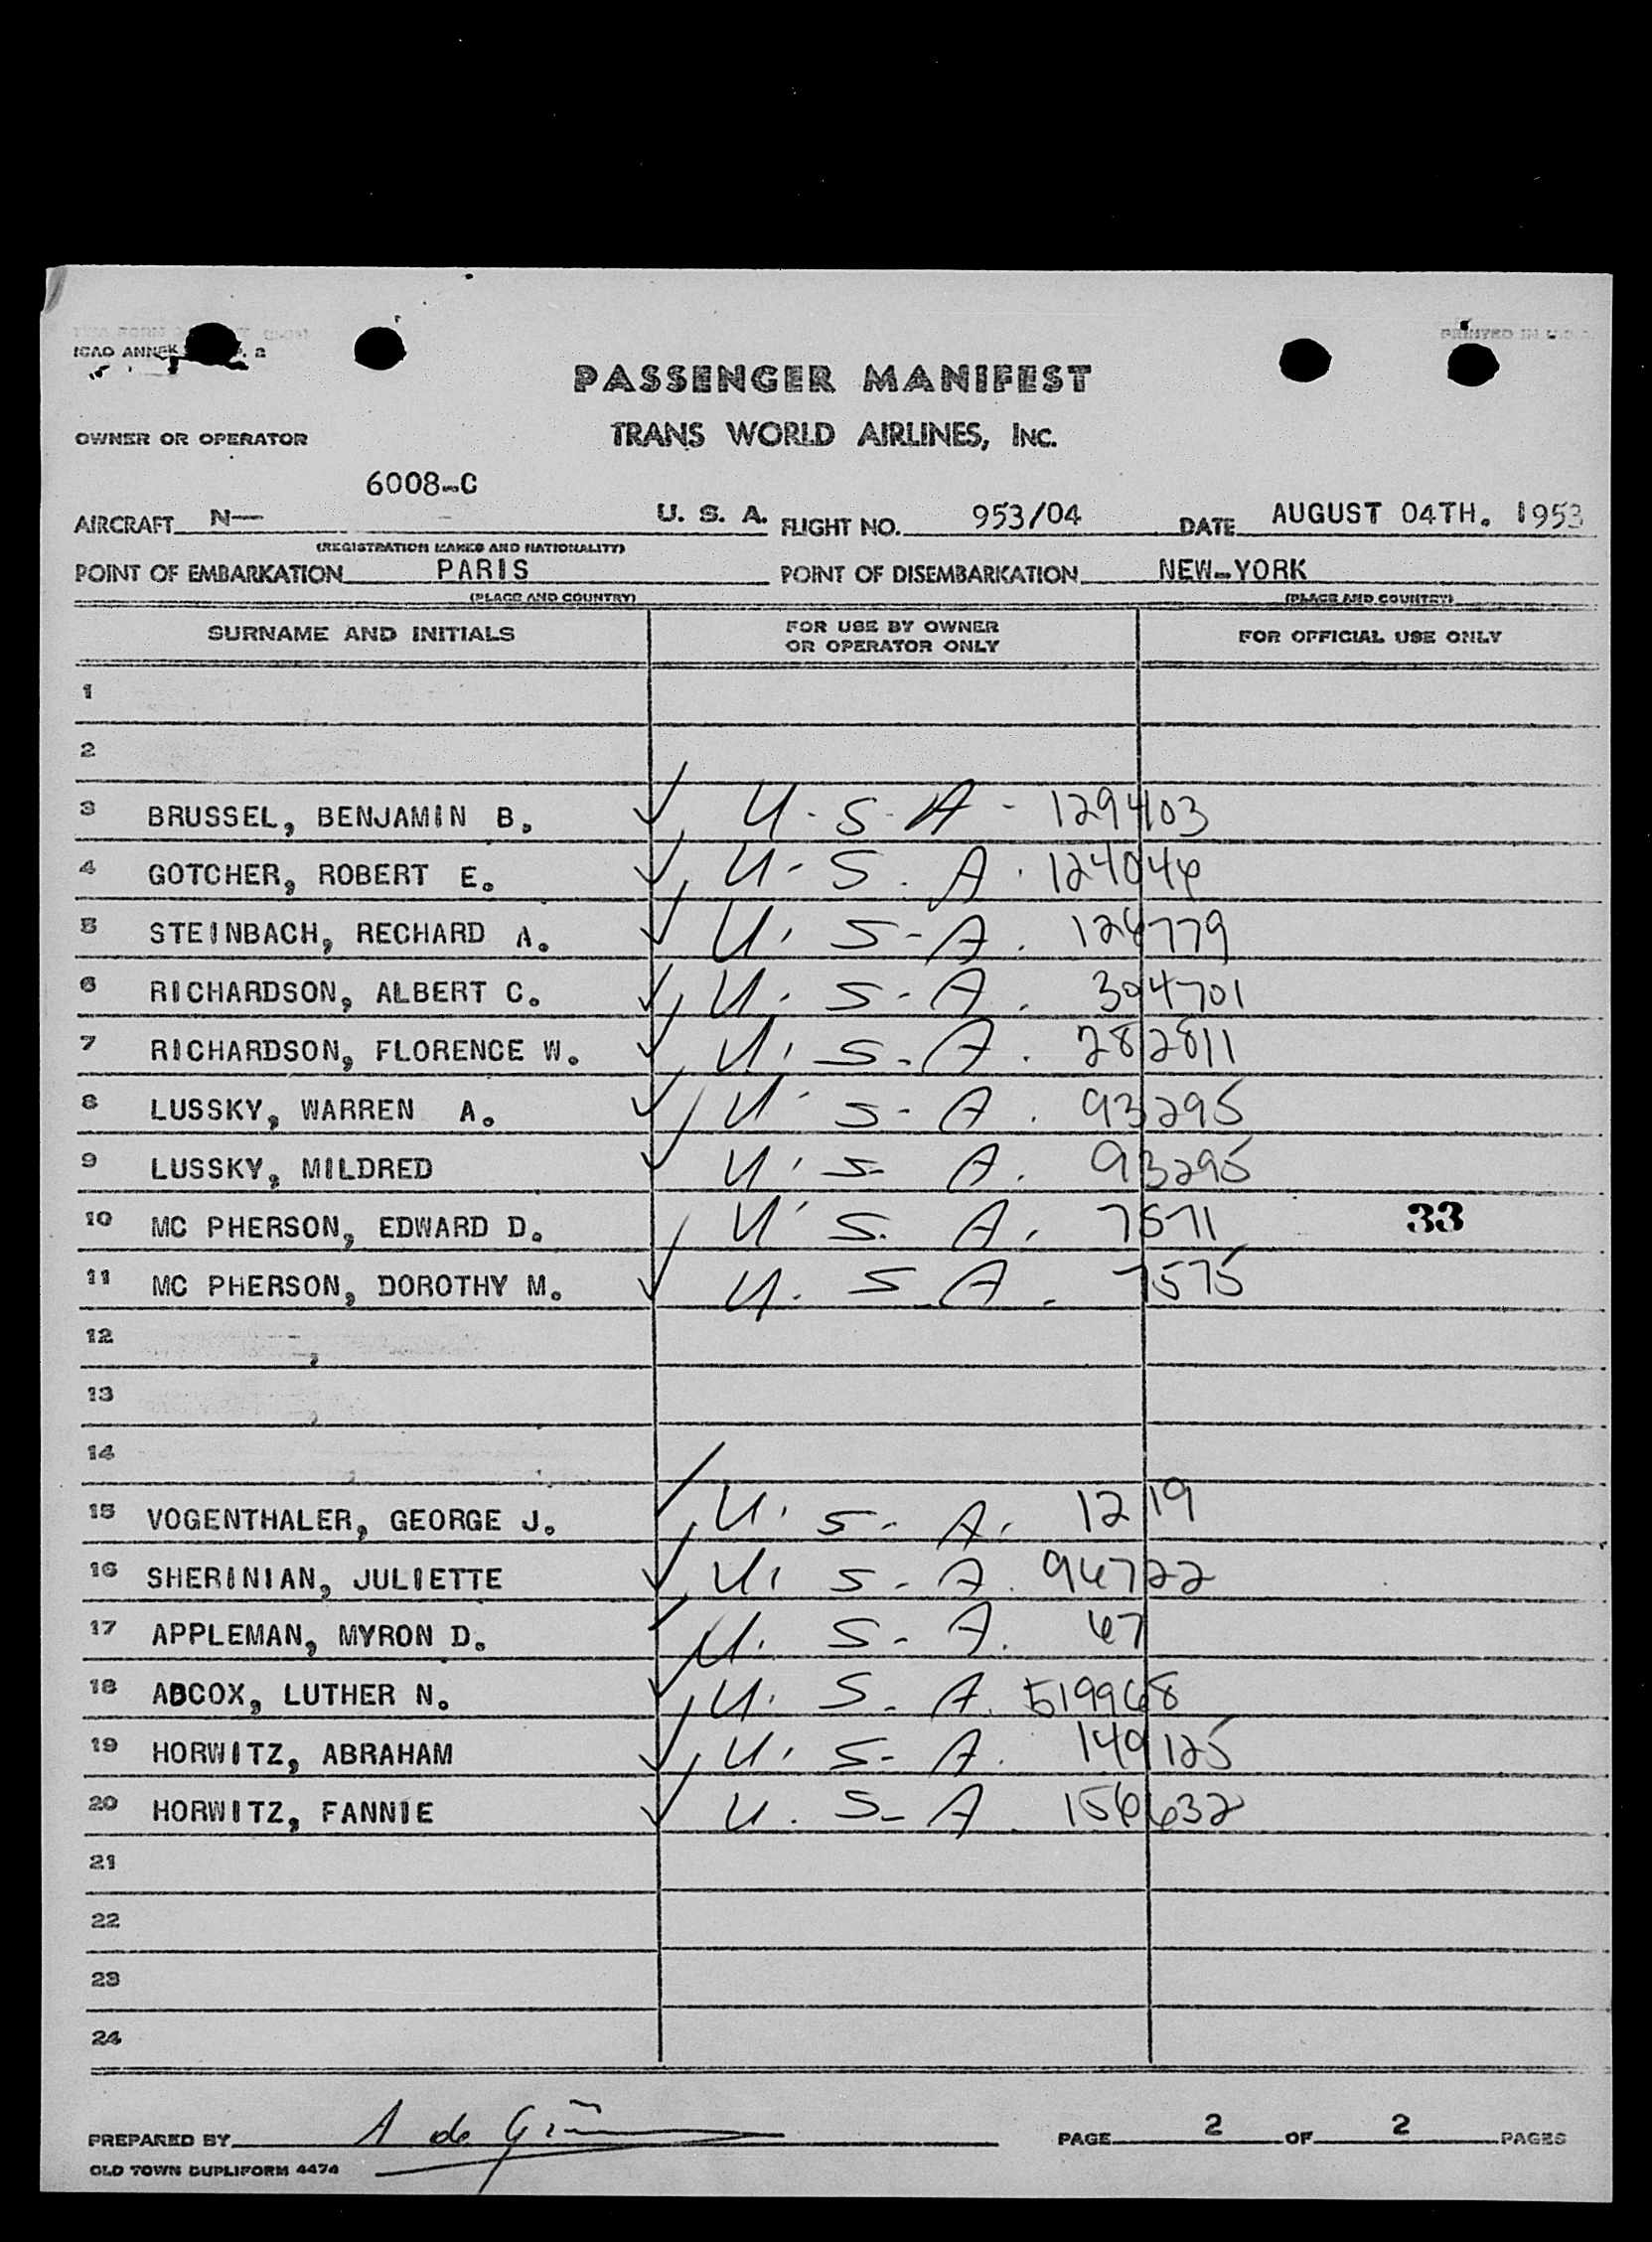 ICAO ANNEX
PRINTED IN U.S.A.
PASSENGER MANIFEST
OWNER OR OPERATOR TRANS WORLD AIRLINES, INC.
6008-C
AIRCRAFT N— U. S. A. FLIGHT NO. 953/04 DATE AUGUST 04TH. 1953
(REGISTRATION MARKS AND NATIONALITY)
POINT OF EMBARKATION PARIS POINT OF DISEMBARKATION NEW-YORK
(PLACE AND COUNTRY) (PLACE AND COUNTRY)
SURNAME AND INITIALS FOR USE BY OWNER OR OPERATOR ONLY FOR OFFICIAL USE ONLY
1
2
3 BRUSSEL, BENJAMIN B. ✓ U.S.A. 129403
4 GOTCHER, ROBERT E. ✓ U.S.A. 124046
5 STEINBACH, RECHARD A. ✓ U.S.A. 126779
6 RICHARDSON, ALBERT C. ✓ U.S.A. 304701
7 RICHARDSON, FLORENCE W. ✓ U.S.A. 282811
8 LUSSKY, WARREN A. ✓ U.S.A. 93295
9 LUSSKY, MILDRED ✓ U.S.A. 93295
10 MC PHERSON, EDWARD D. U.S.A. 7571 33
11 MC PHERSON, DOROTHY M. ✓ U.S.A. 7575
12
13
14
15 VOGENTHALER, GEORGE J. ✓ U.S.A. 1219
16 SHERINIAN, JULIETTE ✓ U.S.A. 946722
17 APPLEMAN, MYRON D. ✓ U.S.A. 67
18 ADCOX, LUTHER N. ✓ U.S.A. 519968
19 HORWITZ, ABRAHAM ✓ U.S.A. 149125
20 HORWITZ, FANNIE ✓ U.S.A. 156632
21
22
23
24
PREPARED BY A de PAGE 2 OF 2 PAGES
OLD TOWN DUPLIFORM 4474